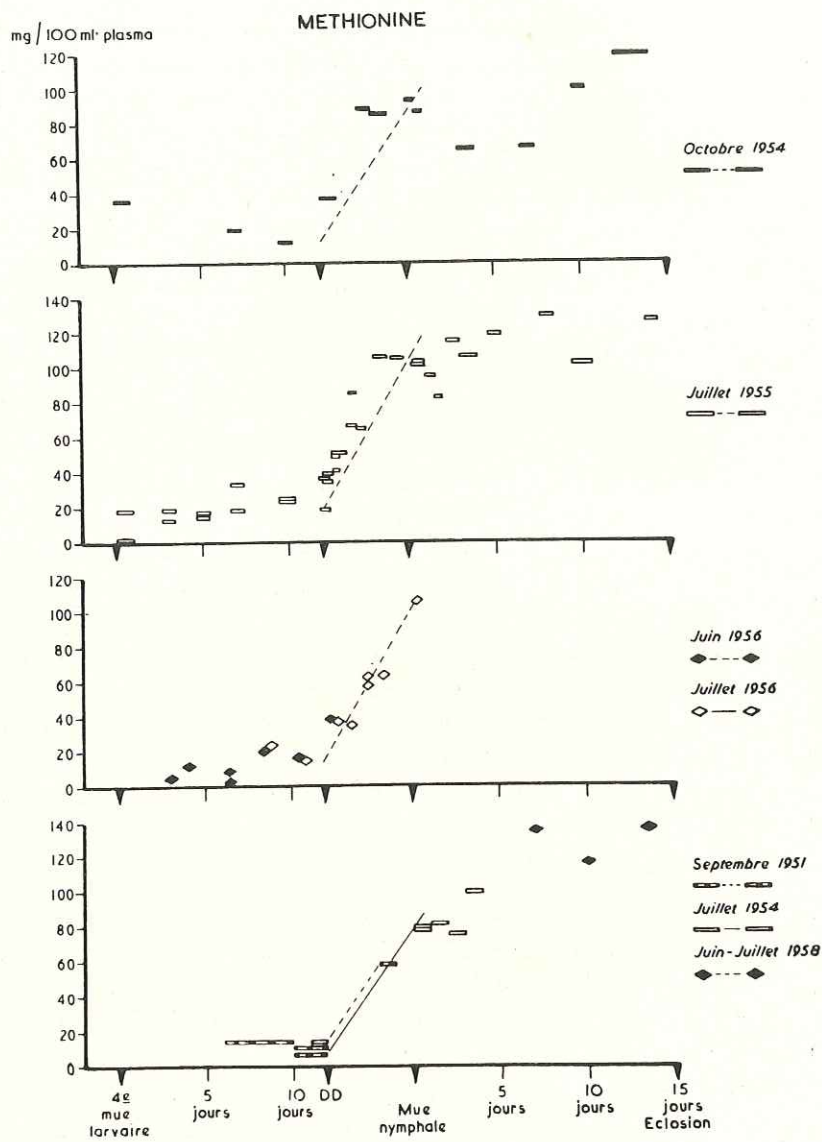 METHIONINE
mg/100 ml. plasma
120
100
80
60
40
20
0
Octobre 1954
140
120
100
80
60
40
20
0
Juillet 1955
120
100
80
60
40
20
0
Juin 1956
Juillet 1956
140
120
100
80
60
40
20
0
Septembre 1951
Juillet 1954
Juin-Juillet 1958
4e mue larvaire
5 jours
10 jours
DD
Mue nymphale
5 jours
10 jours
15 jours
Eclosion